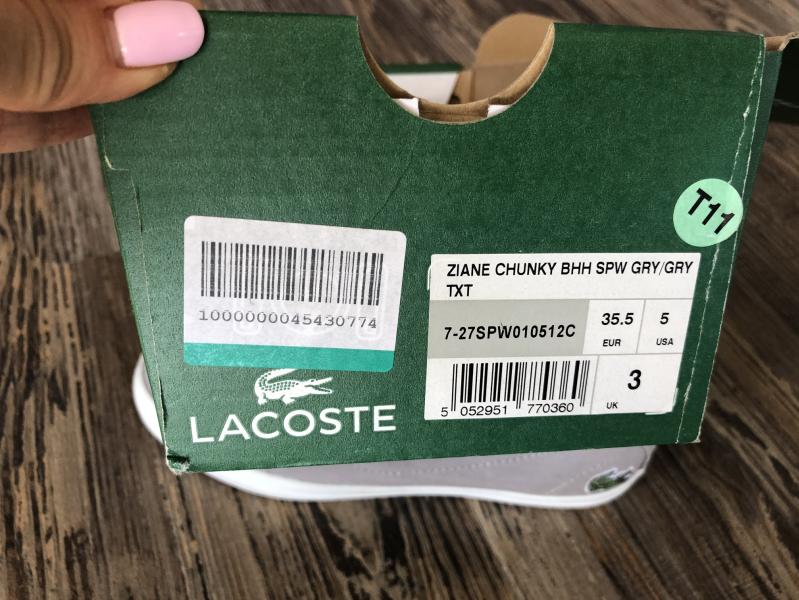 T11
1000000045430774
LACOSTE
ZIANE CHUNKY BHH SPW GRY/GRY
TXT
7-27SPW010512C
35.5
EUR
5
USA
5 052951 770360
3
UK